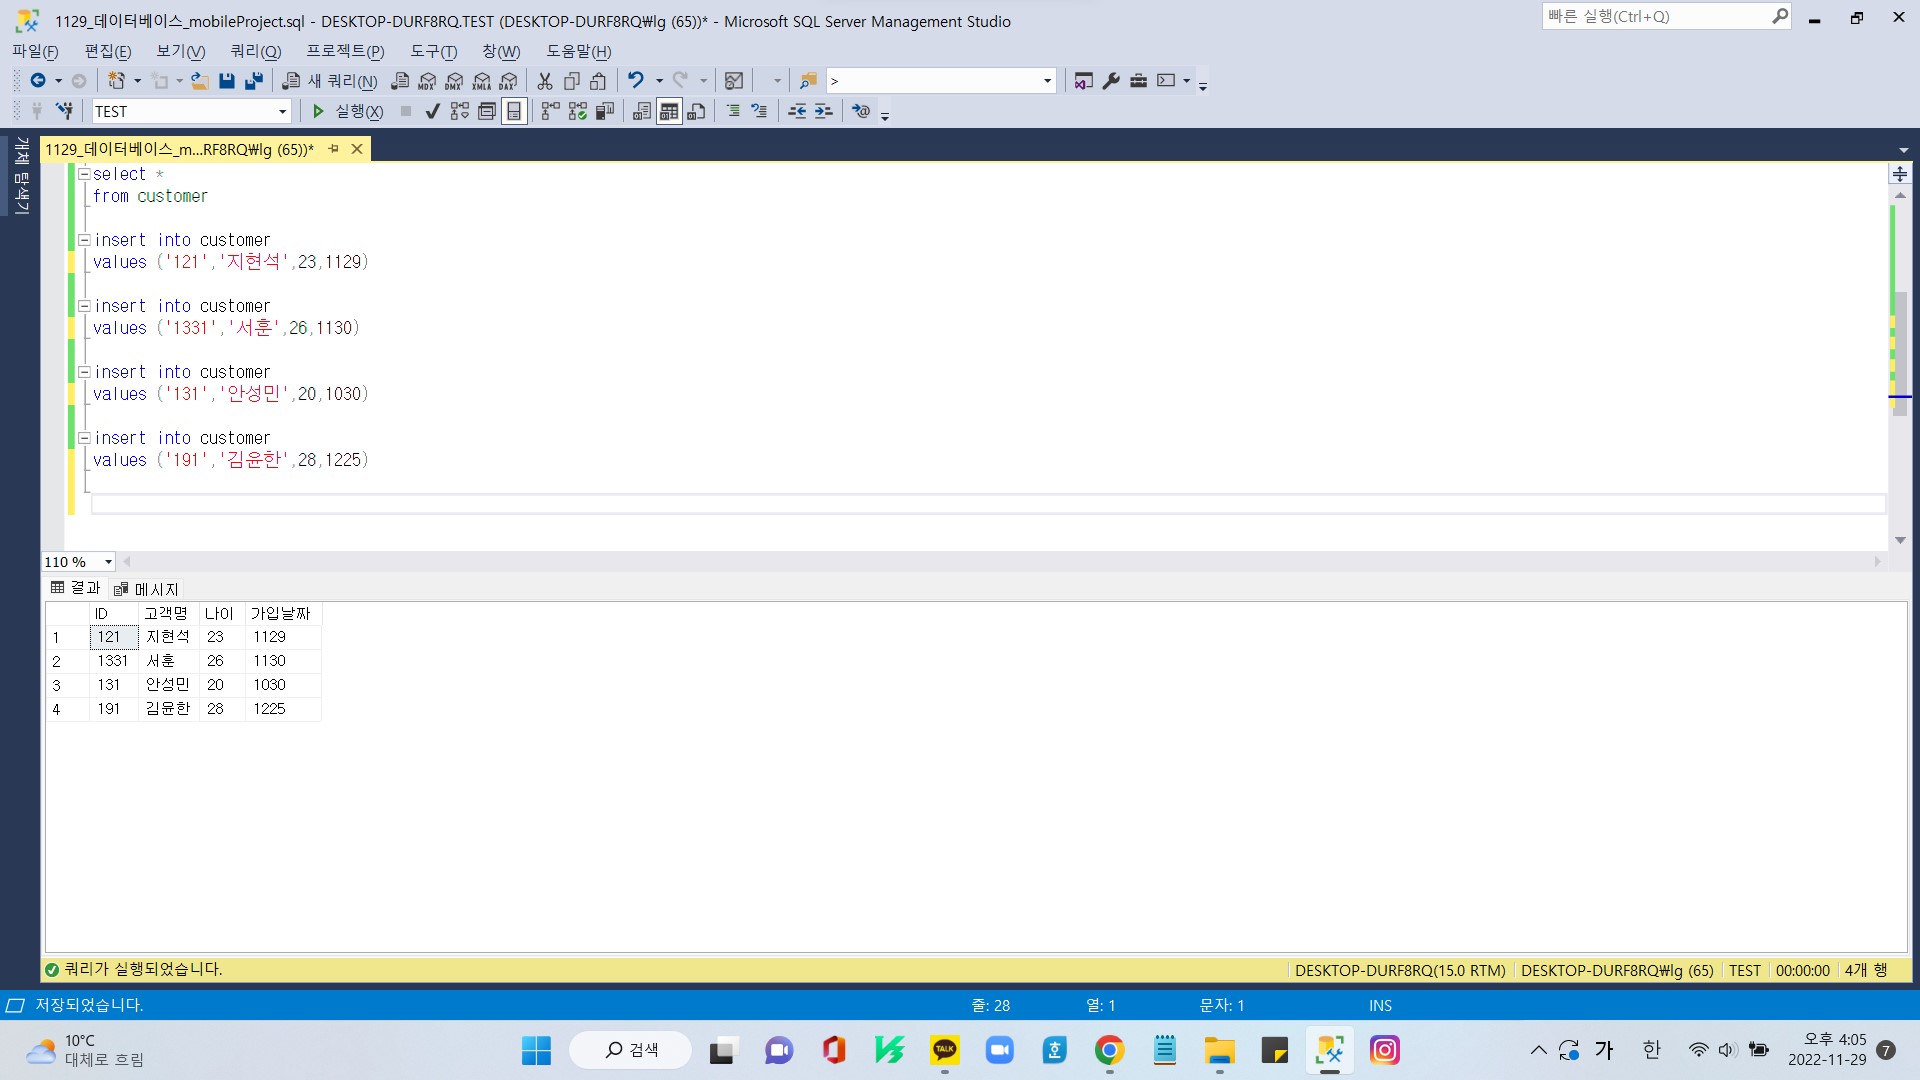 1129_데이터베이스_mobileProject.sql - DESKTOP-DURF8RQ.TEST (DESKTOP-DURF8RQ₩lg (65))* - Microsoft SQL Server Management Studio
빠른 실행(Ctrl+Q)
파일(F) 편집(E) 보기(V) 쿼리(Q) 프로젝트(P) 도구(T) 창(W) 도움말(H)
새 쿼리(N) MDX DMX XMLA DAX >
TEST 실행(X)
개체 탐색기
1129_데이터베이스_m...RF8RQ₩lg (65))*
select *
from customer
insert into customer
values ('121','지현석',23,1129)
insert into customer
values ('1331','서훈',26,1130)
insert into customer
values ('131','안성민',20,1030)
insert into customer
values ('191','김윤한',28,1225)
110 %
결과 메시지
ID 고객명 나이 가입날짜
1 121 지현석 23 1129
2 1331 서훈 26 1130
3 131 안성민 20 1030
4 191 김윤한 28 1225
쿼리가 실행되었습니다. DESKTOP-DURF8RQ(15.0 RTM) DESKTOP-DURF8RQ₩lg (65) TEST 00:00:00 4개 행
저장되었습니다. 줄: 28 열: 1 문자: 1 INS
10°C
대체로 흐림
검색
TALK
가 한
오후 4:05
2022-11-29
7